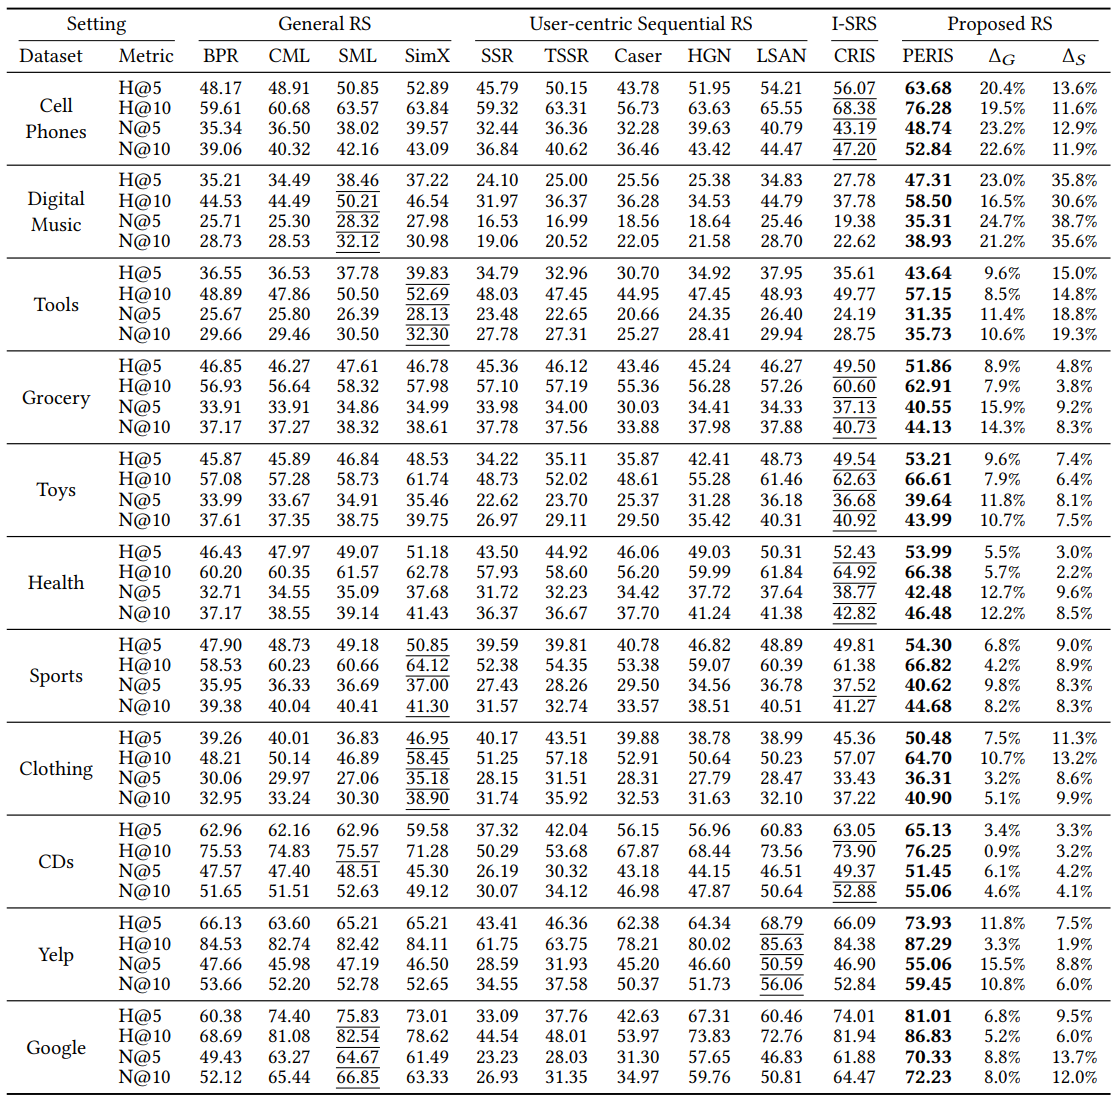 Setting General RS User-centric Sequential RS I-SRS Proposed RS
Dataset Metric BPR CML SML SimX SSR TSSR Caser HGN LSAN CRIS PERIS Δ_G Δ_S
Cell Phones
H@5 48.17 48.91 50.85 52.89 45.79 50.15 43.78 51.95 54.21 56.07 63.68 20.4% 13.6%
H@10 59.61 60.68 63.57 63.84 59.32 63.31 56.73 63.63 65.55 68.38 76.28 19.5% 11.6%
N@5 35.34 36.50 38.02 39.57 32.44 36.36 32.28 39.63 40.79 43.19 48.74 23.2% 12.9%
N@10 39.06 40.32 42.16 43.09 36.84 40.62 36.46 43.42 44.47 47.20 52.84 22.6% 11.9%
Digital Music
H@5 35.21 34.49 38.46 37.22 24.10 25.00 25.56 25.38 34.83 27.78 47.31 23.0% 35.8%
H@10 44.53 44.49 50.21 46.54 31.97 36.37 36.28 34.53 44.79 37.78 58.50 16.5% 30.6%
N@5 25.71 25.30 28.32 27.98 16.53 16.99 18.56 18.64 25.46 19.38 35.31 24.7% 38.7%
N@10 28.73 28.53 32.12 30.98 19.06 20.52 22.05 21.58 28.70 22.62 38.93 21.2% 35.6%
Tools
H@5 36.55 36.53 37.78 39.83 34.79 32.96 30.70 34.92 37.95 35.61 43.64 9.6% 15.0%
H@10 48.89 47.86 50.50 52.69 48.03 47.45 44.95 47.45 48.93 49.77 57.15 8.5% 14.8%
N@5 25.67 25.80 26.39 28.13 23.48 22.65 20.66 24.35 26.40 24.19 31.35 11.4% 18.8%
N@10 29.66 29.46 30.50 32.30 27.78 27.31 25.27 28.41 29.94 28.75 35.73 10.6% 19.3%
Grocery
H@5 46.85 46.27 47.61 46.78 45.36 46.12 43.46 45.24 46.27 49.50 51.86 8.9% 4.8%
H@10 56.93 56.64 58.32 57.98 57.10 57.19 55.36 56.28 57.26 60.60 62.91 7.9% 3.8%
N@5 33.91 33.91 34.86 34.99 33.98 34.00 30.03 34.41 34.33 37.13 40.55 15.9% 9.2%
N@10 37.17 37.27 38.32 38.61 37.78 37.56 33.88 37.98 37.88 40.73 44.13 14.3% 8.3%
Toys
H@5 45.87 45.89 46.84 48.53 34.22 35.11 35.87 42.41 48.73 49.54 53.21 9.6% 7.4%
H@10 57.08 57.28 58.73 61.74 48.73 52.02 48.61 55.28 61.46 62.63 66.61 7.9% 6.4%
N@5 33.99 33.67 34.91 35.46 22.62 23.70 25.37 31.28 36.18 36.68 39.64 11.8% 8.1%
N@10 37.61 37.35 38.75 39.75 26.97 29.11 29.50 35.42 40.31 40.92 43.99 10.7% 7.5%
Health
H@5 46.43 47.97 49.07 51.18 43.50 44.92 46.06 49.03 50.31 52.43 53.99 5.5% 3.0%
H@10 60.20 60.35 61.57 62.78 57.93 58.60 56.20 59.99 61.84 64.92 66.38 5.7% 2.2%
N@5 32.71 34.55 35.09 37.68 31.72 32.23 34.42 37.72 37.64 38.77 42.48 12.7% 9.6%
N@10 37.17 38.55 39.14 41.43 36.37 36.67 37.70 41.24 41.38 42.82 46.48 12.2% 8.5%
Sports
H@5 47.90 48.73 49.18 50.85 39.59 39.81 40.78 46.82 48.89 49.81 54.30 6.8% 9.0%
H@10 58.53 60.23 60.66 64.12 52.38 54.35 53.38 59.07 60.39 61.38 66.82 4.2% 8.9%
N@5 35.95 36.33 36.69 37.00 27.43 28.26 29.50 34.56 36.78 37.52 40.62 9.8% 8.3%
N@10 39.38 40.04 40.41 41.30 31.57 32.74 33.57 38.51 40.51 41.27 44.68 8.2% 8.3%
Clothing
H@5 39.26 40.01 36.83 46.95 40.17 43.51 39.88 38.78 38.99 45.36 50.48 7.5% 11.3%
H@10 48.21 50.14 46.89 58.45 51.25 57.18 52.91 50.64 50.23 57.07 64.70 10.7% 13.2%
N@5 30.06 29.97 27.06 35.18 28.15 31.51 28.31 27.79 28.47 33.43 36.31 3.2% 8.6%
N@10 32.95 33.24 30.30 38.90 31.74 35.92 32.53 31.63 32.10 37.22 40.90 5.1% 9.9%
CDs
H@5 62.96 62.16 62.96 59.58 37.32 42.04 56.15 56.96 60.83 63.05 65.13 3.4% 3.3%
H@10 75.53 74.83 75.57 71.28 50.29 53.68 67.87 68.44 73.56 73.90 76.25 0.9% 3.2%
N@5 47.57 47.40 48.51 45.30 26.19 30.32 43.18 44.15 46.51 49.37 51.45 6.1% 4.2%
N@10 51.65 51.51 52.63 49.12 30.07 34.12 46.98 47.87 50.64 52.88 55.06 4.6% 4.1%
Yelp
H@5 66.13 63.60 65.21 65.21 43.41 46.36 62.38 64.34 68.79 66.09 73.93 11.8% 7.5%
H@10 84.53 82.74 82.42 84.11 61.75 63.75 78.21 80.02 85.63 84.38 87.29 3.3% 1.9%
N@5 47.66 45.98 47.19 46.50 28.59 31.93 45.20 46.60 50.59 46.90 55.06 15.5% 8.8%
N@10 53.66 52.20 52.78 52.65 34.55 37.58 50.37 51.73 56.06 52.84 59.45 10.8% 6.0%
Google
H@5 60.38 74.40 75.83 73.01 33.09 37.76 42.63 67.31 60.46 74.01 81.01 6.8% 9.5%
H@10 68.69 81.08 82.54 78.62 44.54 48.01 53.97 73.83 72.76 81.94 86.83 5.2% 6.0%
N@5 49.43 63.27 64.67 61.49 23.23 28.03 31.30 57.65 46.83 61.88 70.33 8.8% 13.7%
N@10 52.12 65.44 66.85 63.33 26.93 31.35 34.97 59.76 50.81 64.47 72.23 8.0% 12.0%